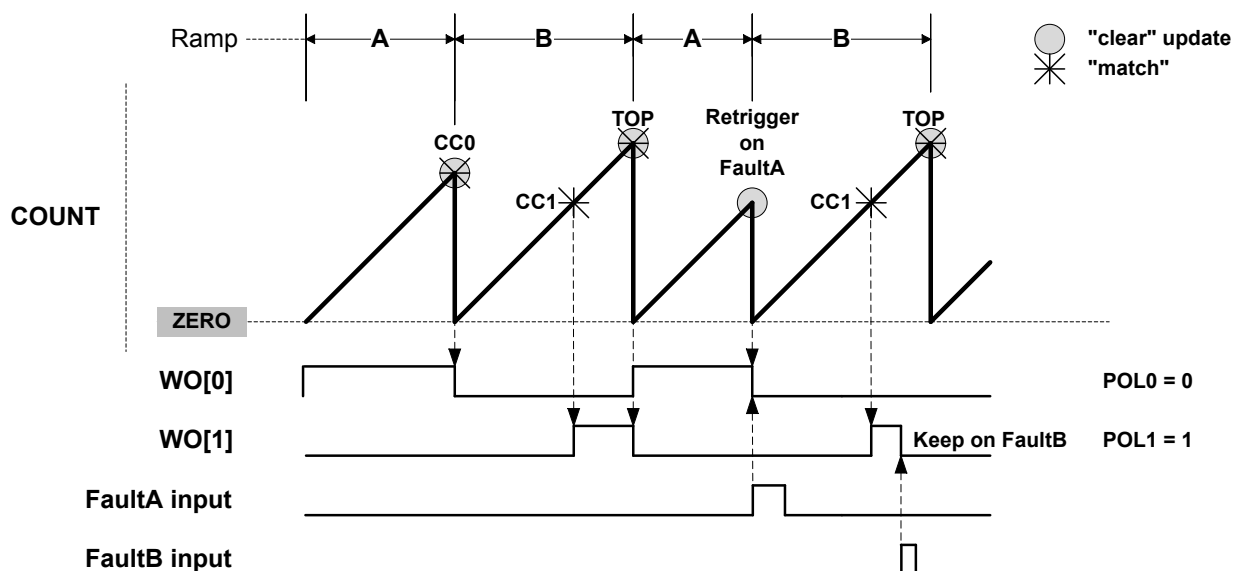 Ramp A B A B
"clear" update
"match"
CC0 TOP Retrigger
on
FaultA TOP
CC1 CC1
COUNT
ZERO
WO[0] POL0 = 0
WO[1] Keep on FaultB POL1 = 1
FaultA input
FaultB input